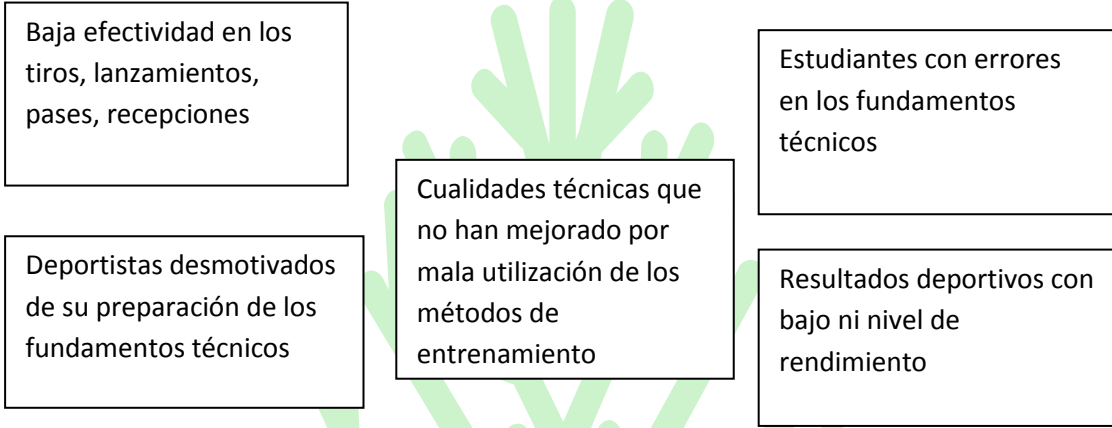 Baja efectividad en los
tiros, lanzamientos,
pases, recepciones
Estudiantes con errores
en los fundamentos
técnicos
Cualidades técnicas que
no han mejorado por
mala utilización de los
métodos de
entrenamiento
Deportistas desmotivados
de su preparación de los
fundamentos técnicos
Resultados deportivos con
bajo ni nivel de
rendimiento